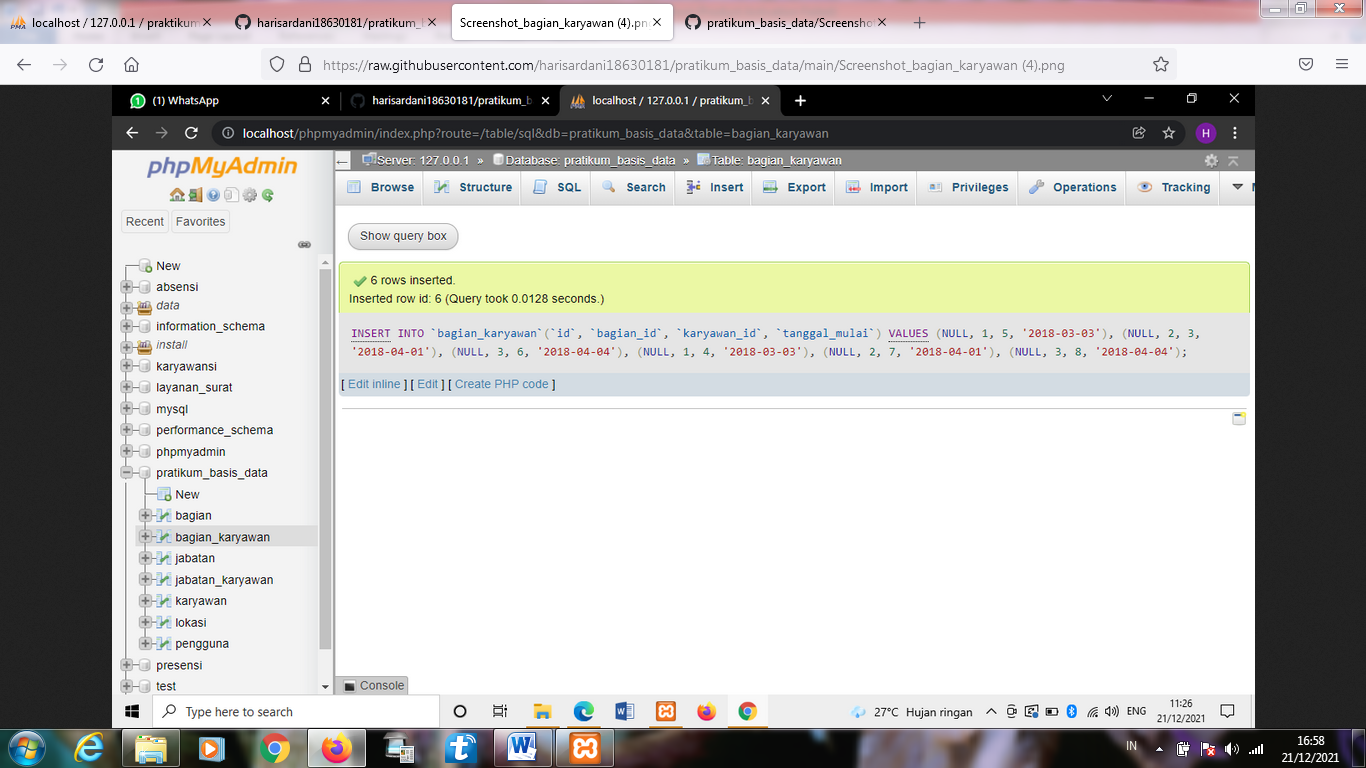 localhost / 127.0.0.1 / praktikum
harisardani18630181/pratikum_
Screenshot_bagian_karyawan (4).pn
pratikum_basis_data/Screenshot
https://raw.githubusercontent.com/harisardani18630181/pratikum_basis_data/main/Screenshot_bagian_karyawan (4).png
(1) WhatsApp
harisardani18630181/pratikum_b
localhost / 127.0.0.1 / pratikum_b
localhost/phpmyadmin/index.php?route=/table/sql&db=pratikum_basis_data&table=bagian_karyawan
H
phpMyAdmin
Recent
Favorites
New
absensi
data
information_schema
install
karyawansi
layanan_surat
mysql
performance_schema
phpmyadmin
pratikum_basis_data
New
bagian
bagian_karyawan
jabatan
jabatan_karyawan
karyawan
lokasi
pengguna
presensi
test
Server: 127.0.0.1 » Database: pratikum_basis_data » Table: bagian_karyawan
Browse
Structure
SQL
Search
Insert
Export
Import
Privileges
Operations
Tracking
Show query box
6 rows inserted.
Inserted row id: 6 (Query took 0.0128 seconds.)
INSERT INTO `bagian_karyawan`(`id`, `bagian_id`, `karyawan_id`, `tanggal_mulai`) VALUES (NULL, 1, 5, '2018-03-03'), (NULL, 2, 3,
'2018-04-01'), (NULL, 3, 6, '2018-04-04'), (NULL, 1, 4, '2018-03-03'), (NULL, 2, 7, '2018-04-01'), (NULL, 3, 8, '2018-04-04');
[ Edit inline ] [ Edit ] [ Create PHP code ]
Console
Type here to search
27°C Hujan ringan
ENG
11:26
21/12/2021
IN
16:58
21/12/2021